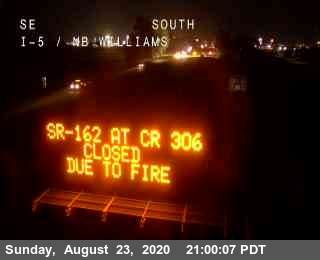 SE SOUTH
I-5 / NB WILLIAMS
SR-162 AT CR 306
CLOSED
DUE TO FIRE
Sunday, August 23, 2020 21:00:07 PDT